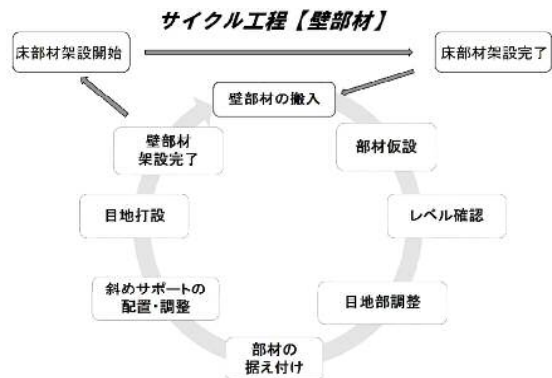 サイクル工程【壁部材】
床部材架設開始
床部材架設完了
壁部材の搬入
部材仮設
レベル確認
目地部調整
部材の
据え付け
斜めサポートの
配置・調整
目地打設
壁部材
架設完了